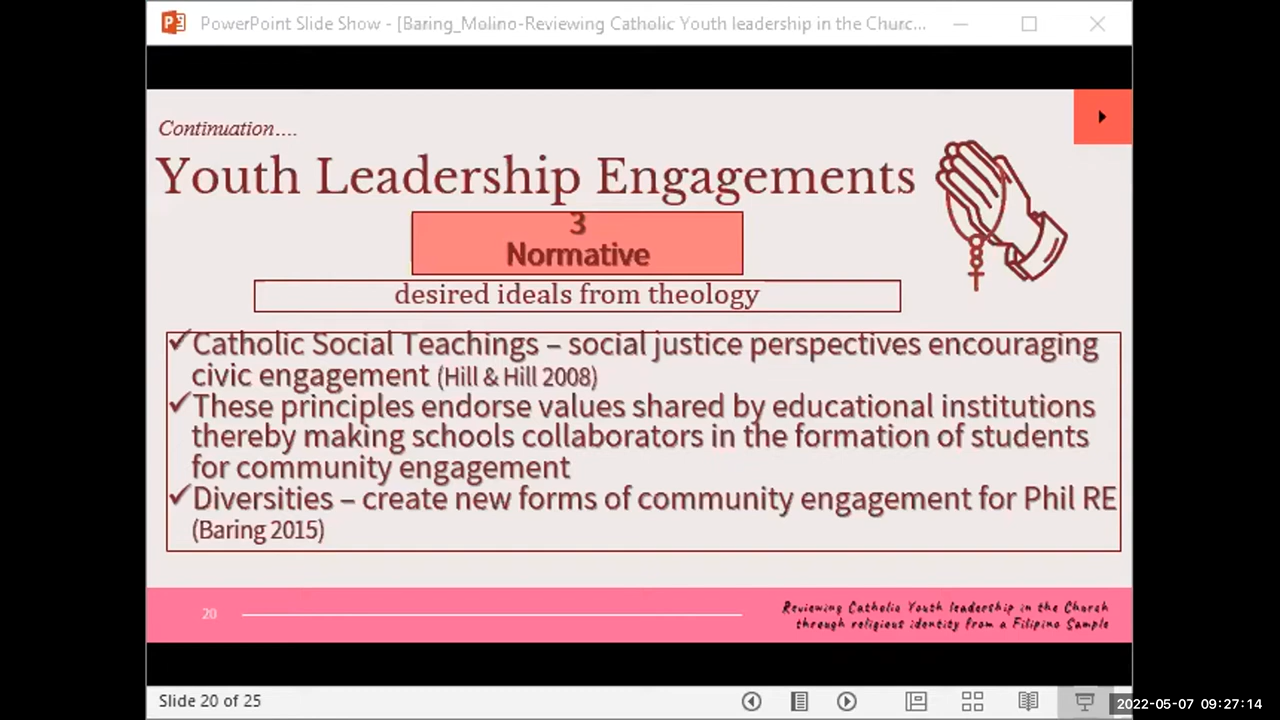 PowerPoint Slide Show - [Baring_Molino-Reviewing Catholic Youth leadership in the Churc...
Continuation....
Youth Leadership Engagements
3
Normative
desired ideals from theology
✓Catholic Social Teachings – social justice perspectives encouraging
civic engagement (Hill & Hill 2008)
✓These principles endorse values shared by educational institutions
thereby making schools collaborators in the formation of students
for community engagement
✓Diversities – create new forms of community engagement for Phil RE
(Baring 2015)
20
Reviewing Catholic Youth leadership in the Church
through religious identity from a Filipino Sample
Slide 20 of 25
2022-05-07 09:27:14